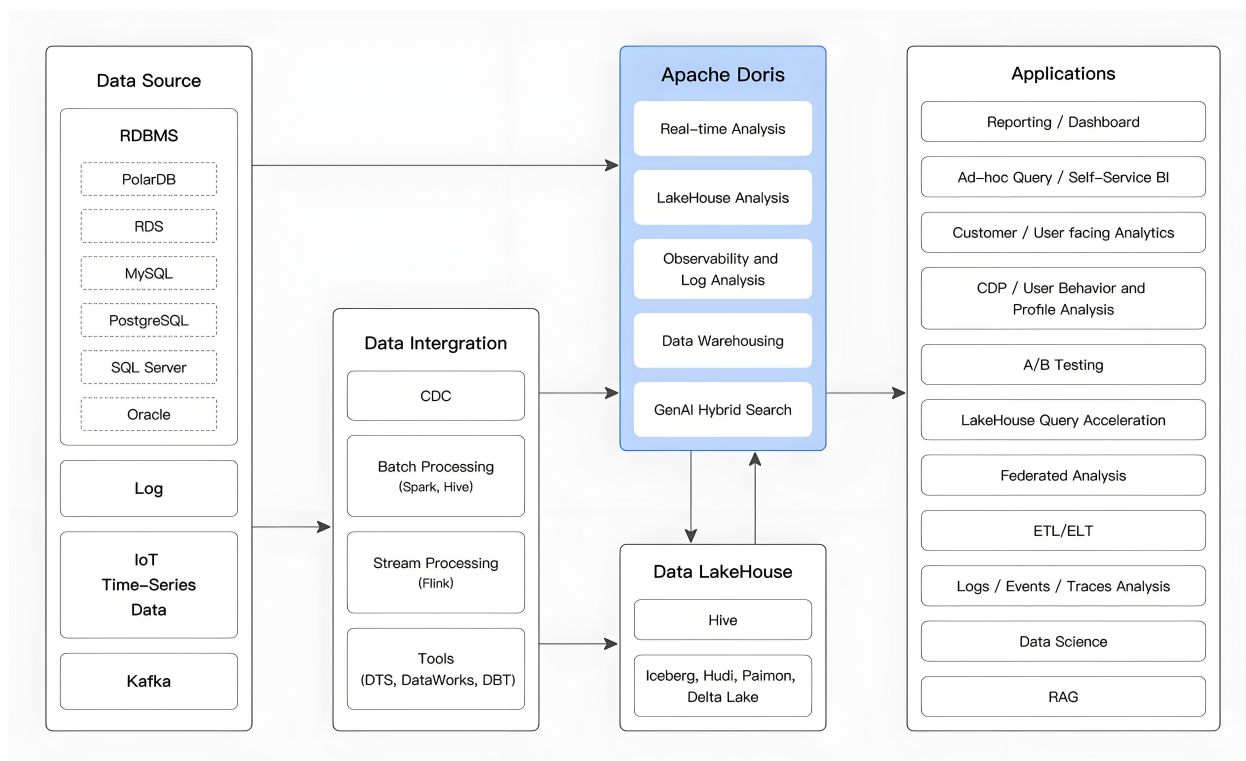 Data Source
RDBMS
PolarDB
RDS
MySQL
PostgreSQL
SQL Server
Oracle
Log
IoT
Time-Series
Data
Kafka
Data Intergration
CDC
Batch Processing
(Spark, Hive)
Stream Processing
(Flink)
Tools
(DTS, DataWorks, DBT)
Apache Doris
Real-time Analysis
LakeHouse Analysis
Observability and
Log Analysis
Data Warehousing
GenAI Hybrid Search
Data LakeHouse
Hive
Iceberg, Hudi, Paimon,
Delta Lake
Applications
Reporting / Dashboard
Ad-hoc Query / Self-Service BI
Customer / User facing Analytics
CDP / User Behavior and
Profile Analysis
A/B Testing
LakeHouse Query Acceleration
Federated Analysis
ETL/ELT
Logs / Events / Traces Analysis
Data Science
RAG